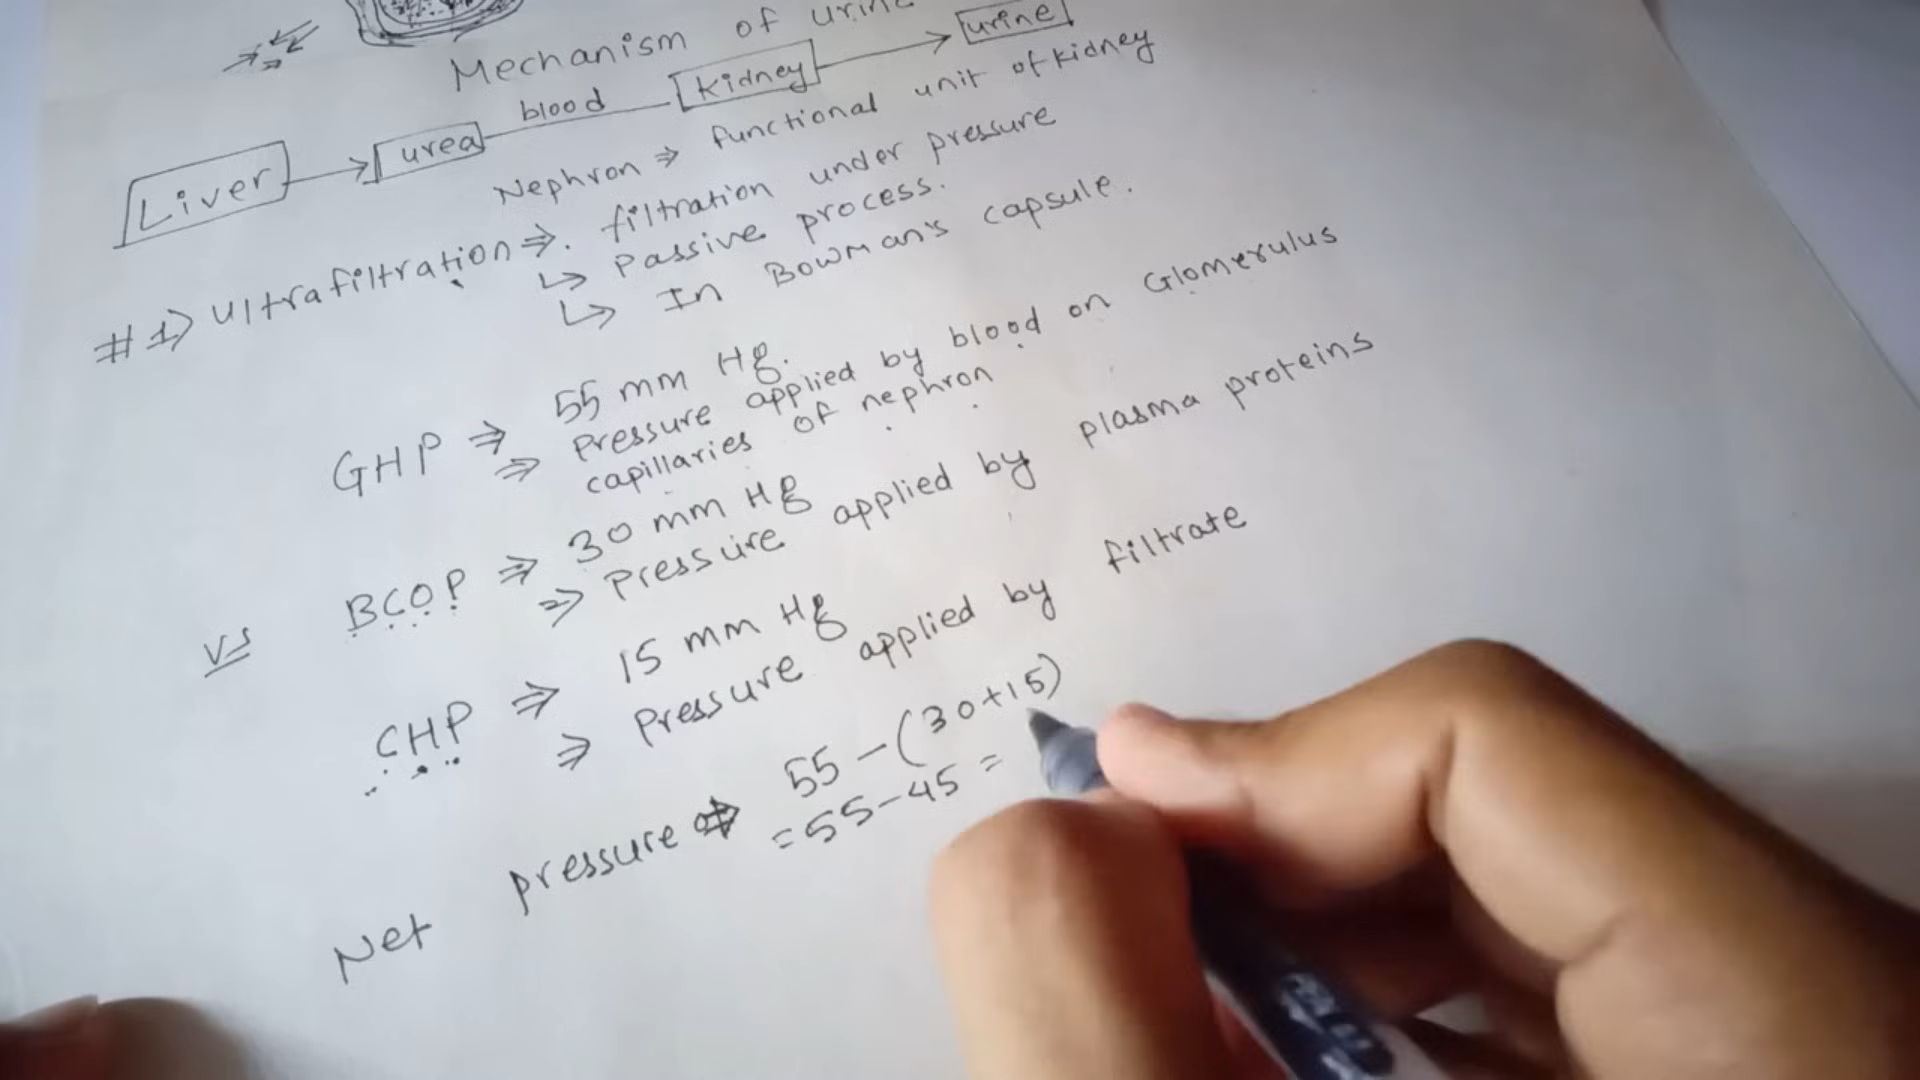 Mechanism of urine
Liver → urea blood kidney → urine
Nephron ⇒ functional unit of kidney
# 1) Ultrafiltration ⇒. filtration under pressure
↳ Passive process.
↳ In Bowman's capsule.
GHP ⇒ 55 mm Hg.
⇒ Pressure applied by blood on Glomerulus
capillaries of nephron
VS BCOP ⇒ 30 mm Hg
⇒ Pressure applied by plasma proteins
CHP ⇒ 15 mm Hg
⇒ Pressure applied by filtrate
Net pressure ⇒ 55 - (30+15)
= 55 - 45 =